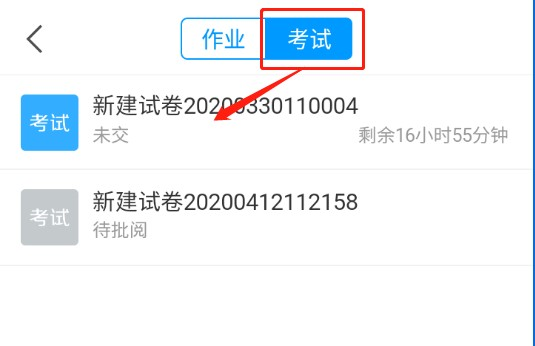 作业 考试
考试 新建试卷20200330110004
未交 剩余16小时55分钟
考试 新建试卷20200412112158
待批阅